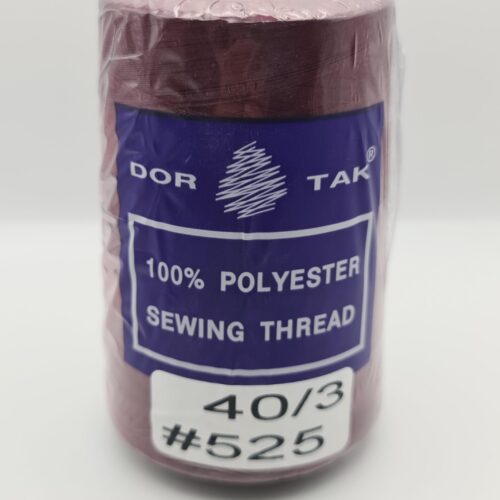 DOR TAK®
100% POLYESTER
SEWING THREAD
40/3
#525